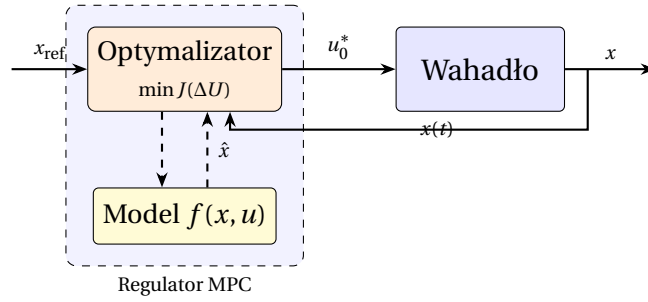 x_ref
Optymalizator
min J(ΔU)
u_0^*
Wahadło
x
x(t)
x̂
Model f(x, u)
Regulator MPC